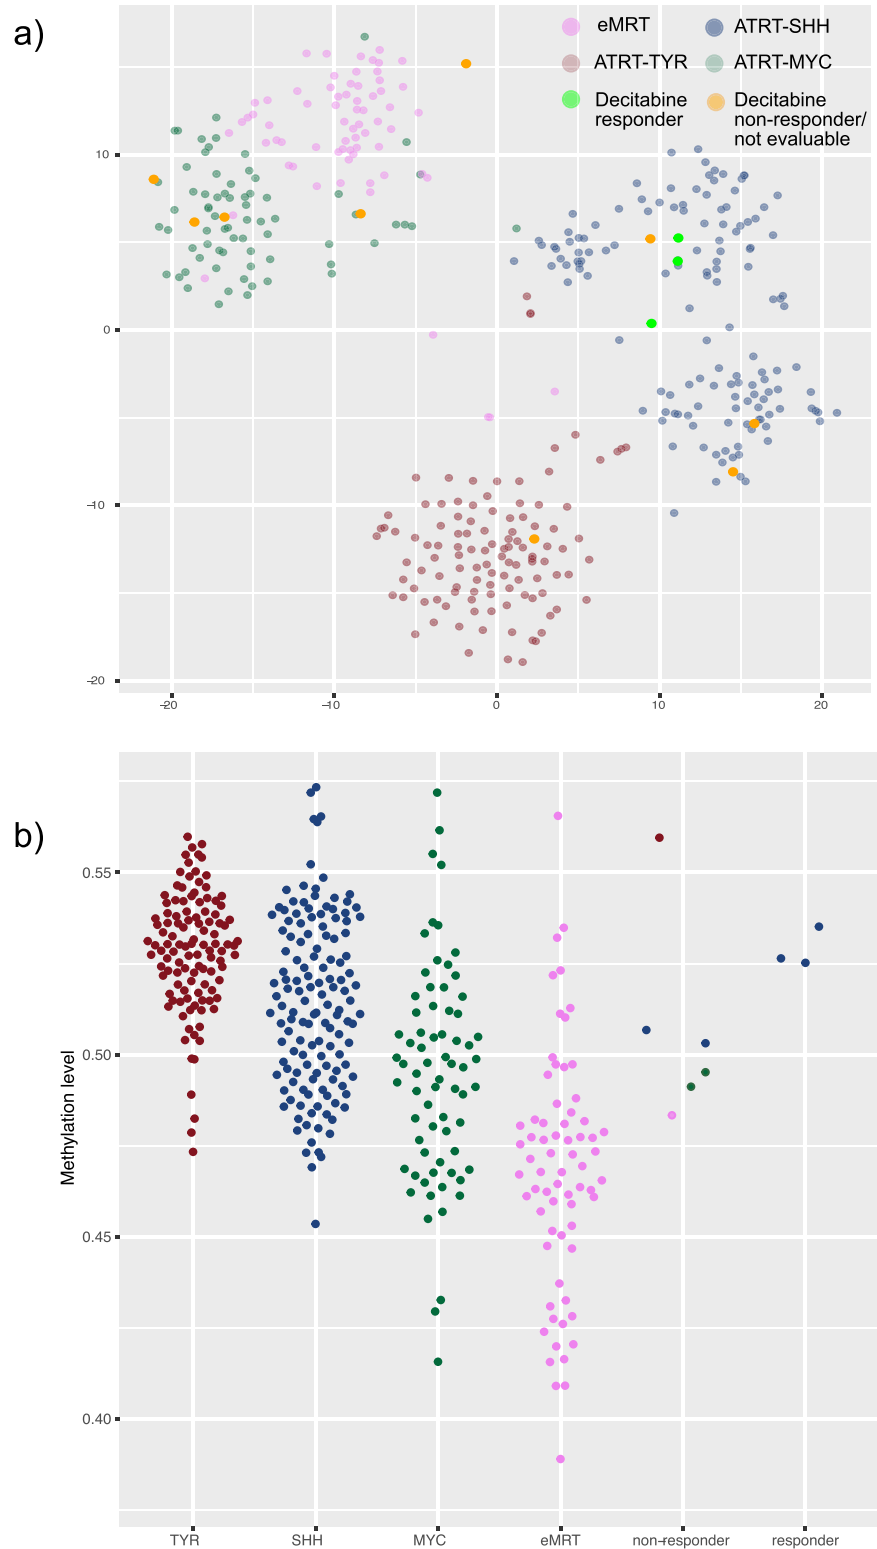 a)
eMRT
ATRT-SHH
ATRT-TYR
ATRT-MYC
Decitabine
responder
Decitabine
non-responder/
not evaluable
10
0
−10
−20
−20
−10
0
10
20
b)
Methylation level
0.55
0.50
0.45
0.40
TYR
SHH
MYC
eMRT
non−responder
responder